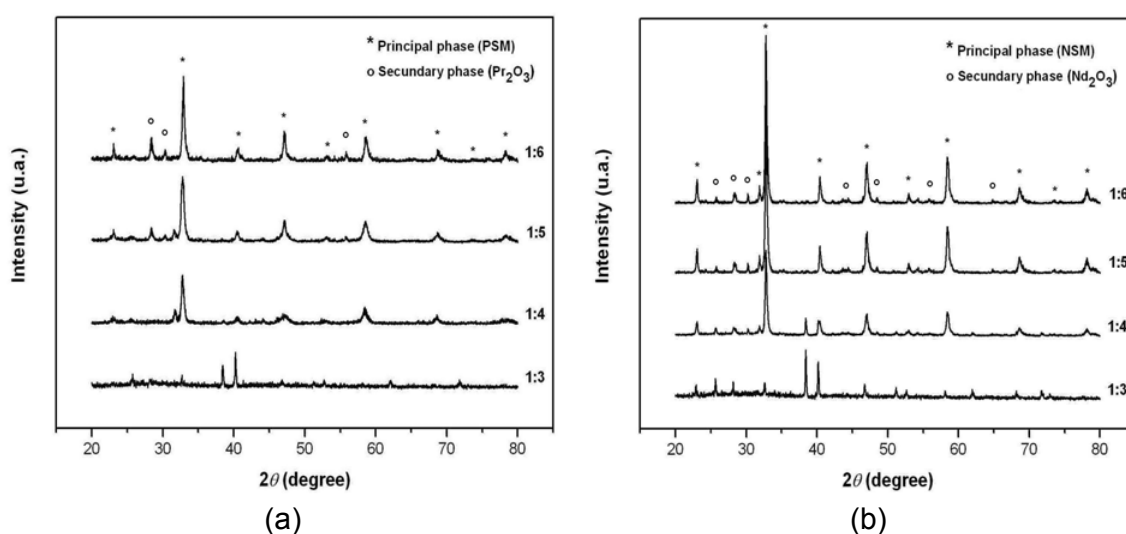 * Principal phase (PSM)
o Secundary phase (Pr2O3)
* o o * * * * o * * * *
1:6
1:5
1:4
1:3
Intensity (u.a.)
20 30 40 50 60 70 80
2θ (degree)
(a)
* Principal phase (NSM)
o Secundary phase (Nd2O3)
* o o o * * * o * o * o * o * * *
1:6
1:5
1:4
1:3
Intensity (u.a.)
20 30 40 50 60 70 80
2θ (degree)
(b)